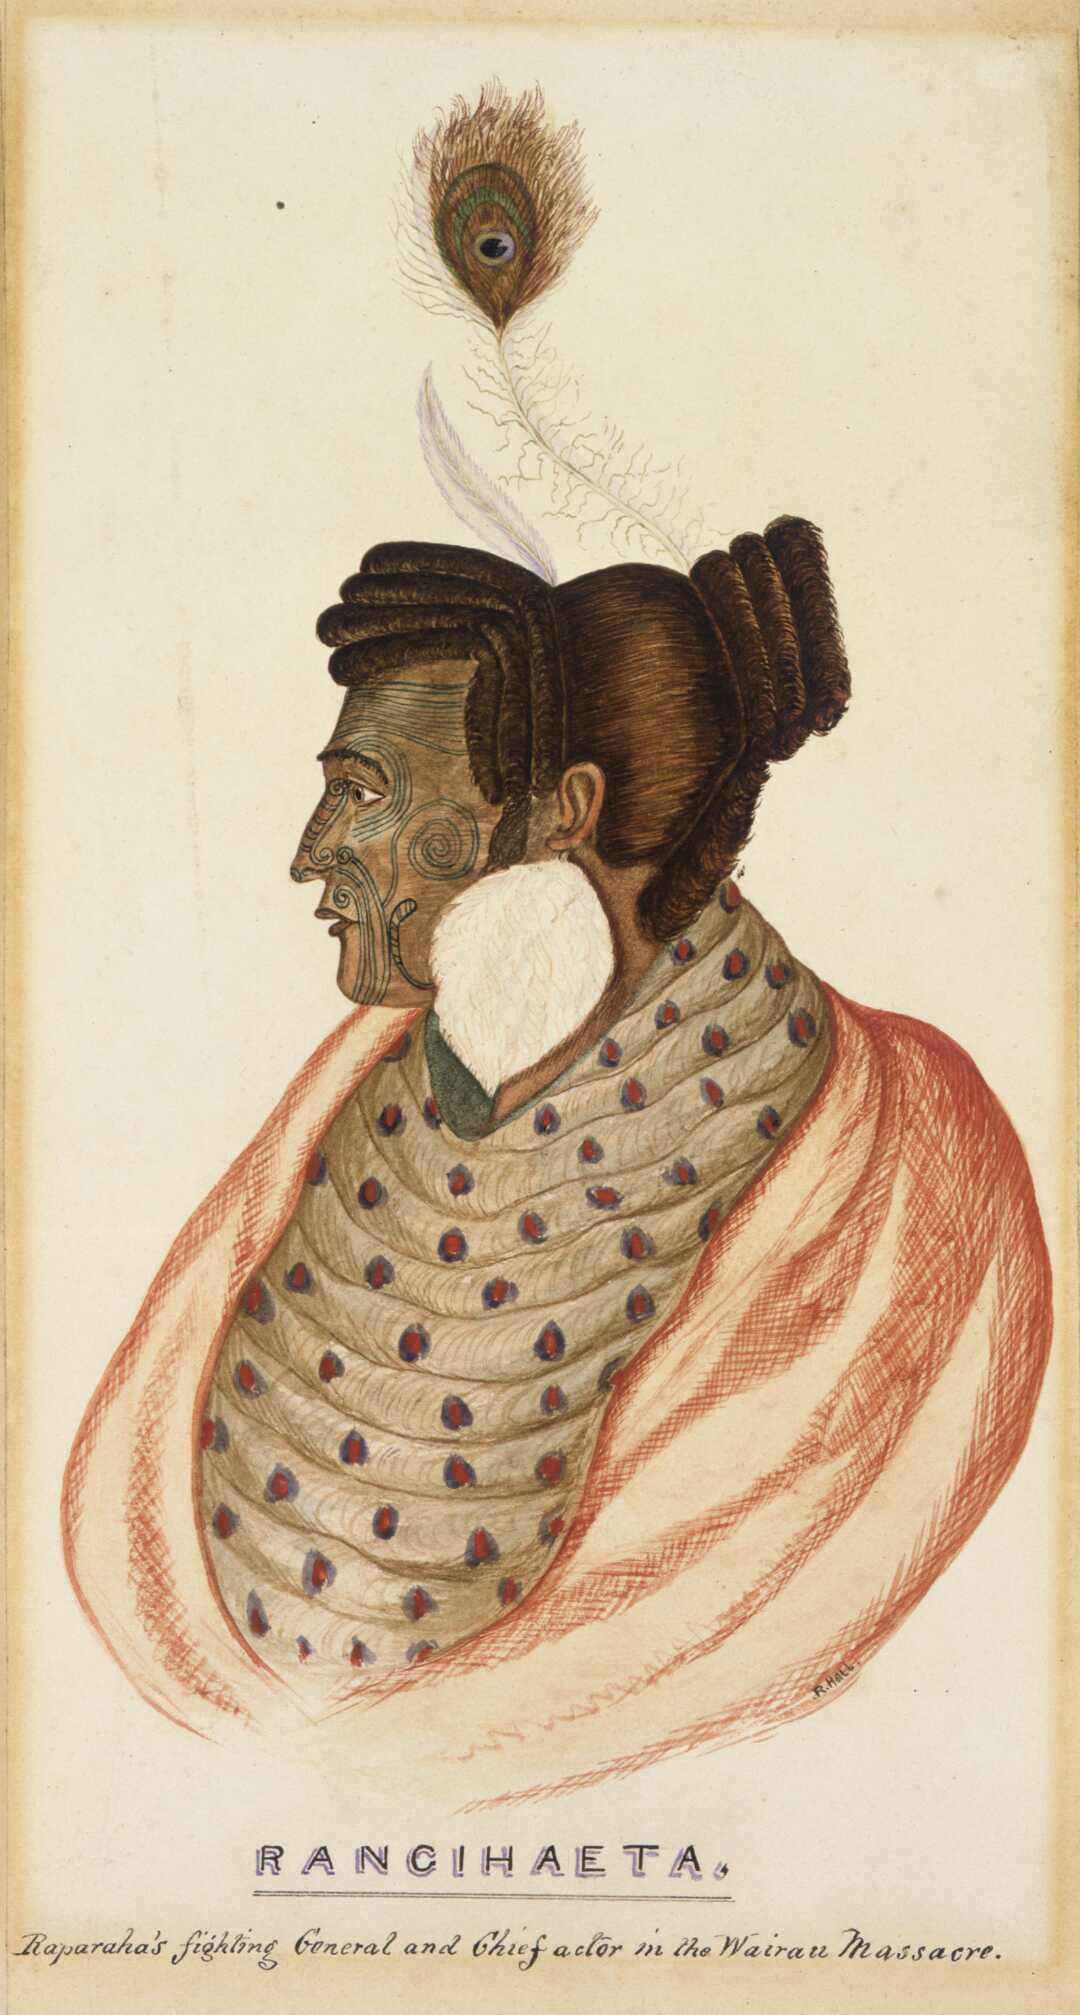 R. Hall.
RANGIHAETA.
Raparaha's fighting General and Chief actor in the Wairau Massacre.